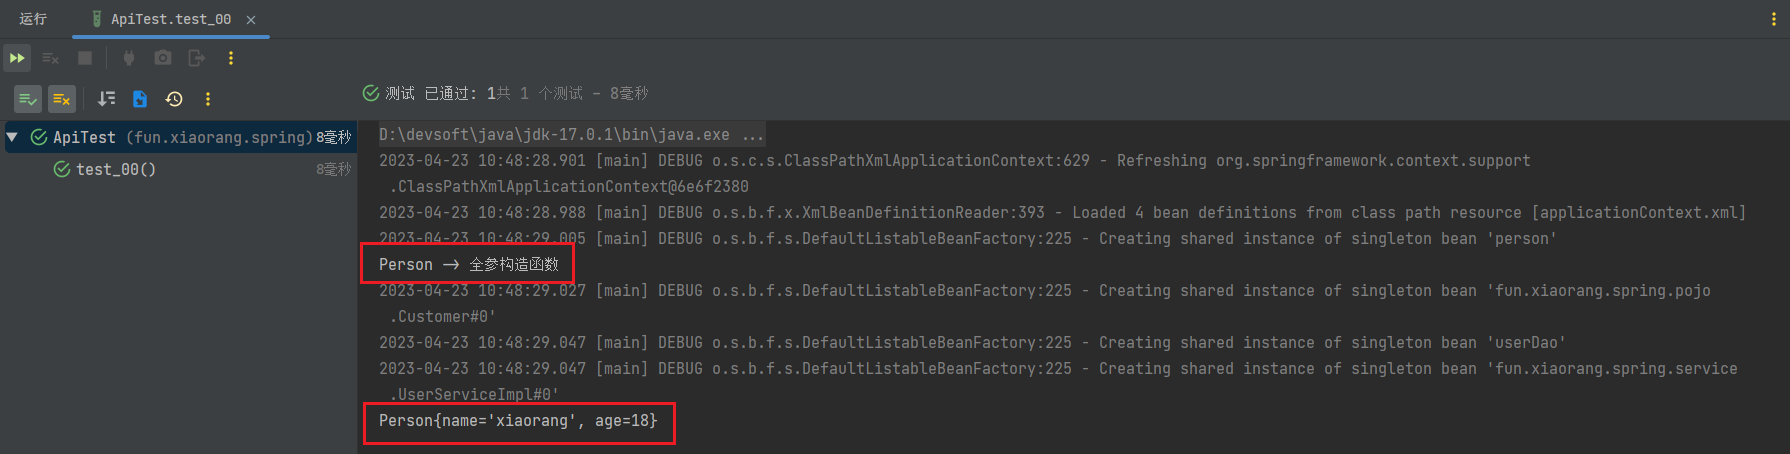 运行
ApiTest.test_00
测试 已通过: 1共 1 个测试 – 8毫秒
ApiTest (fun.xiaorang.spring) 8毫秒
test_00() 8毫秒
D:\devsoft\java\jdk-17.0.1\bin\java.exe ...
2023-04-23 10:48:28.901 [main] DEBUG o.s.c.s.ClassPathXmlApplicationContext:629 - Refreshing org.springframework.context.support
.ClassPathXmlApplicationContext@6e6f2380
2023-04-23 10:48:28.988 [main] DEBUG o.s.b.f.x.XmlBeanDefinitionReader:393 - Loaded 4 bean definitions from class path resource [applicationContext.xml]
2023-04-23 10:48:29.005 [main] DEBUG o.s.b.f.s.DefaultListableBeanFactory:225 - Creating shared instance of singleton bean 'person'
Person -> 全参构造函数
2023-04-23 10:48:29.027 [main] DEBUG o.s.b.f.s.DefaultListableBeanFactory:225 - Creating shared instance of singleton bean 'fun.xiaorang.spring.pojo
.Customer#0'
2023-04-23 10:48:29.047 [main] DEBUG o.s.b.f.s.DefaultListableBeanFactory:225 - Creating shared instance of singleton bean 'userDao'
2023-04-23 10:48:29.047 [main] DEBUG o.s.b.f.s.DefaultListableBeanFactory:225 - Creating shared instance of singleton bean 'fun.xiaorang.spring.service
.UserServiceImpl#0'
Person{name='xiaorang', age=18}